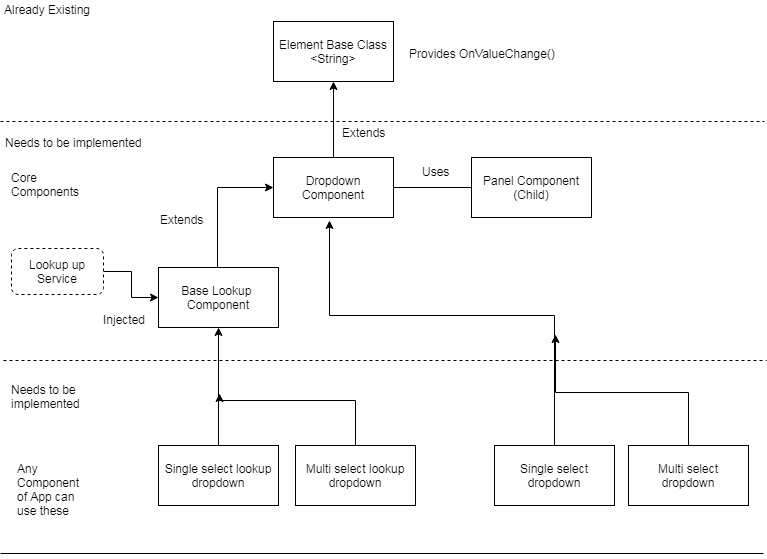 Already Existing
Element Base Class
<String>
Provides OnValueChange()
Extends
Needs to be implemented
Core
Components
Dropdown
Component
Uses
Panel Component
(Child)
Extends
Lookup up
Service
Injected
Base Lookup
Component
Needs to be
implemented
Any
Component
of App can
use these
Single select lookup
dropdown
Multi select lookup
dropdown
Single select
dropdown
Multi select
dropdown